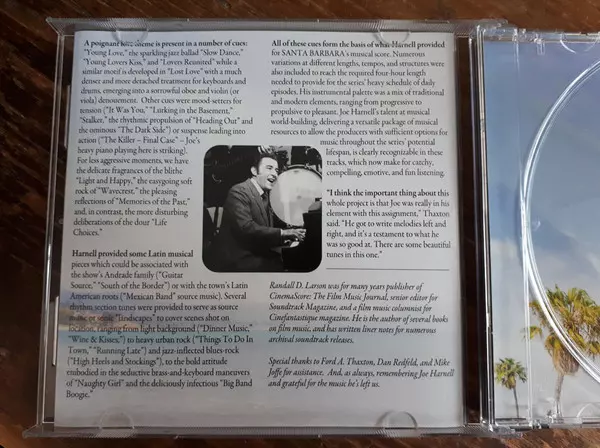 A poignant love theme is present in a number of cues:
"Young Love," the sparkling jazz ballad "Slow Dance,"
"Young Lovers Kiss," and "Lovers Reunited" while a
similar motif is developed in "Lost Love" with a much
denser and more detached treatment for keyboards and
drums, emerging into a sorrowful oboe and violin (or
viola) denouement. Other cues were mood-setters for
tension ("It Was You," "Lurking in the Basement,"
"Stalker," the rhythmic propulsion of "Heading Out" and
the ominous "The Dark Side") or suspense leading into
action ("The Killer – Final Case" – Joe's
heavy piano playing here is striking).
For less aggressive moments, we have
the delicate fragrances of the blithe
"Light and Happy," the easygoing soft
rock of "Wavecrest," the pleasing
reflections of "Memories of the Past,"
and, in contrast, the more disturbing
deliberations of the dour "Life
Choices."
Harnell provided some Latin musical
pieces which could be associated with
the show's Andrade family ("Guitar
Source," "South of the Border") or with the town's Latin
American roots ("Mexican Band" source music). Several
rhythm section tunes were provided to serve as source
music or sonic "landscapes" to cover scenes shot on
location, ranging from light background ("Dinner Music,"
"Wine & Kisses,") to heavy urban rock ("Things To Do In
Town," "Running Late") and jazz-inflected blues-rock
("High Heels and Stockings"), to the bold attitude
embodied in the seductive brass-and-keyboard maneuvers
of "Naughty Girl" and the deliciously infectious "Big Band
Boogie."
All of these cues form the basis of what Harnell provided
for SANTA BARBARA's musical score. Numerous
variations at different lengths, tempos, and structures were
also included to reach the required four-hour length
needed to provide for the series' heavy schedule of daily
episodes. His instrumental palette was a mix of traditional
and modern elements, ranging from progressive to
propulsive to pleasant. Joe Harnell's talent at musical
world-building, delivering a versatile package of musical
resources to allow the producers with sufficient options for
music throughout the series' potential
lifespan, is clearly recognizable in these
tracks, which now make for catchy,
compelling, emotive, and fun listening.
"I think the important thing about this
whole project is that Joe was really in his
element with this assignment," Thaxton
said. "He got to write melodies left and
right, and it's a testament to what he
was so good at. There are some beautiful
tunes in this one."
Randall D. Larson was for many years publisher of
CinemaScore: The Film Music Journal, senior editor for
Soundtrack Magazine, and a film music columnist for
Cinefantastique magazine. He is the author of several books
on film music, and has written liner notes for numerous
archival soundtrack releases.
Special thanks to Ford A. Thaxton, Dan Redfeld, and Mike
Joffe for assistance. And, as always, remembering Joe Harnell
and grateful for the music he's left us.